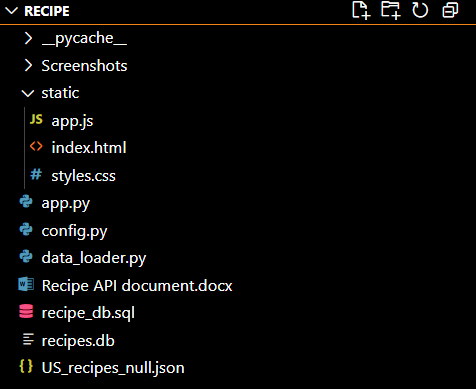 RECIPE
__pycache__
Screenshots
static
JS app.js
<> index.html
# styles.css
app.py
config.py
data_loader.py
W Recipe API document.docx
recipe_db.sql
recipes.db
{} US_recipes_null.json